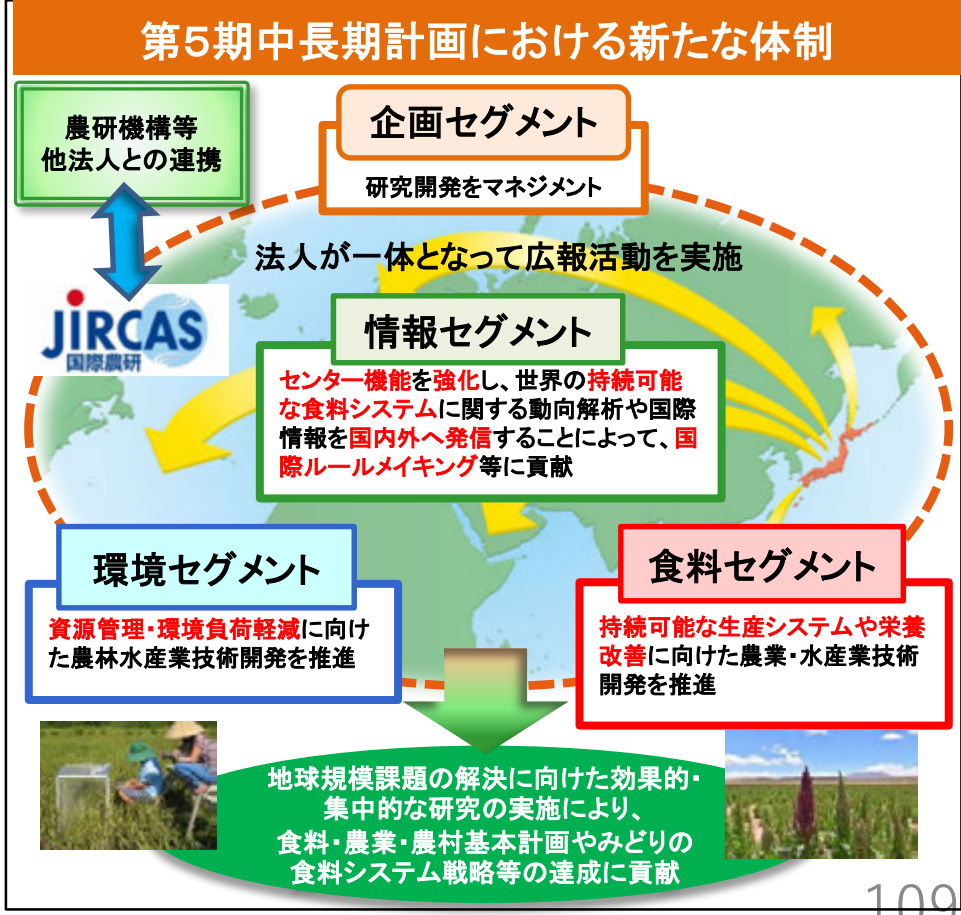 第5期中長期計画における新たな体制
農研機構等
他法人との連携
企画セグメント
研究開発をマネジメント
法人が一体となって広報活動を実施
JIRCAS
国際農研
情報セグメント
センター機能を強化し、世界の持続可能
な食料システムに関する動向解析や国際
情報を国内外へ発信することによって、国
際ルールメイキング等に貢献
環境セグメント
資源管理・環境負荷軽減に向け
た農林水産業技術開発を推進
食料セグメント
持続可能な生産システムや栄養
改善に向けた農業・水産業技術
開発を推進
地球規模課題の解決に向けた効果的・
集中的な研究の実施により、
食料・農業・農村基本計画やみどりの
食料システム戦略等の達成に貢献
109